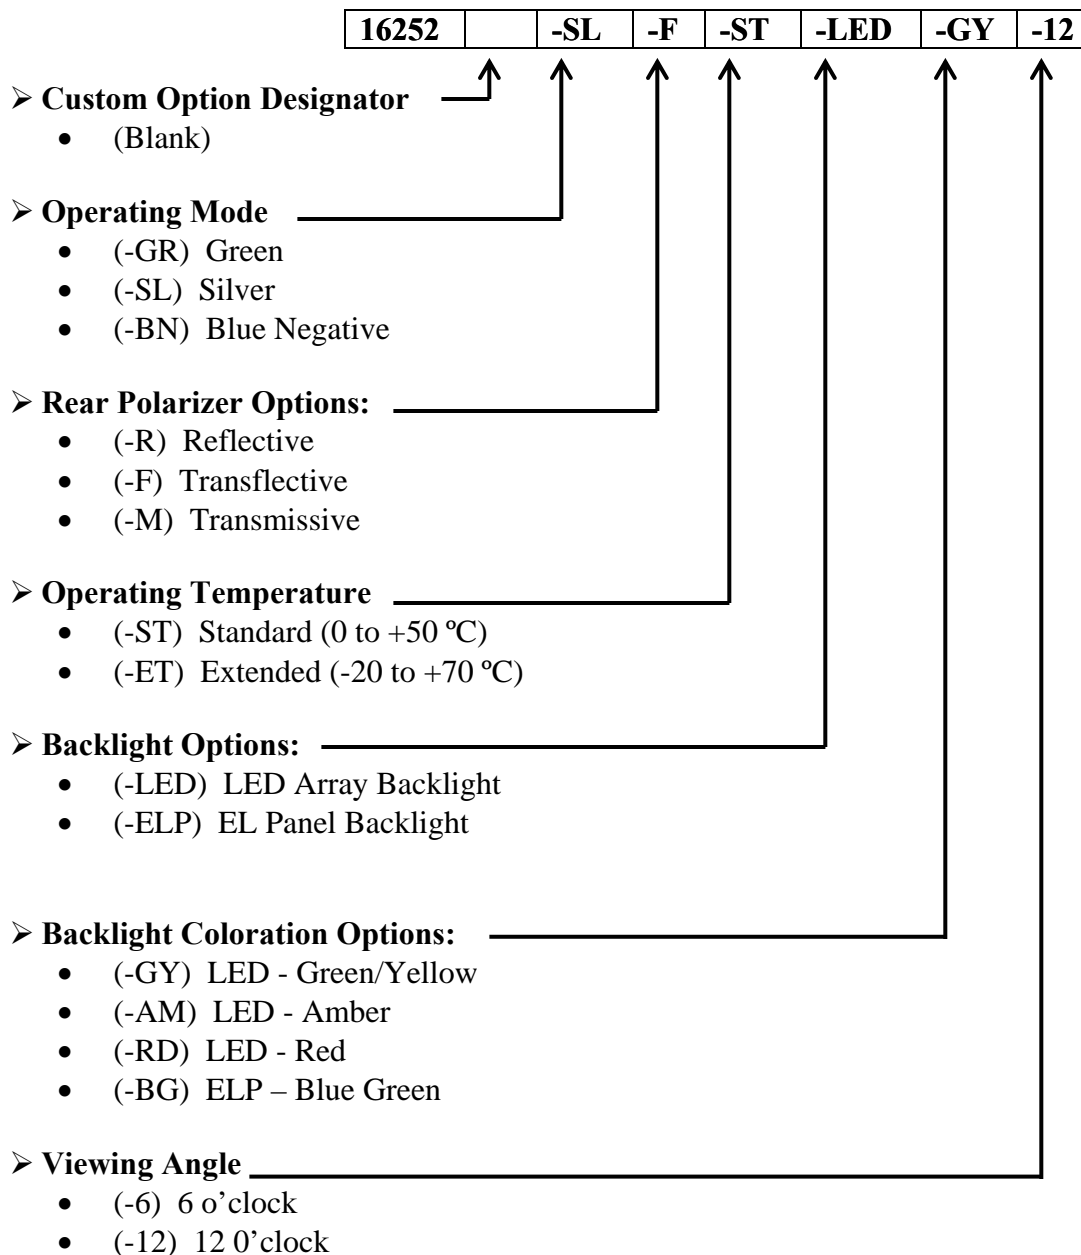 16252 -SL -F -ST -LED -GY -12
➢ Custom Option Designator
• (Blank)
➢ Operating Mode
• (-GR) Green
• (-SL) Silver
• (-BN) Blue Negative
➢ Rear Polarizer Options:
• (-R) Reflective
• (-F) Transflective
• (-M) Transmissive
➢ Operating Temperature
• (-ST) Standard (0 to +50 ºC)
• (-ET) Extended (-20 to +70 ºC)
➢ Backlight Options:
• (-LED) LED Array Backlight
• (-ELP) EL Panel Backlight
➢ Backlight Coloration Options:
• (-GY) LED - Green/Yellow
• (-AM) LED - Amber
• (-RD) LED - Red
• (-BG) ELP – Blue Green
➢ Viewing Angle
• (-6) 6 o’clock
• (-12) 12 0’clock